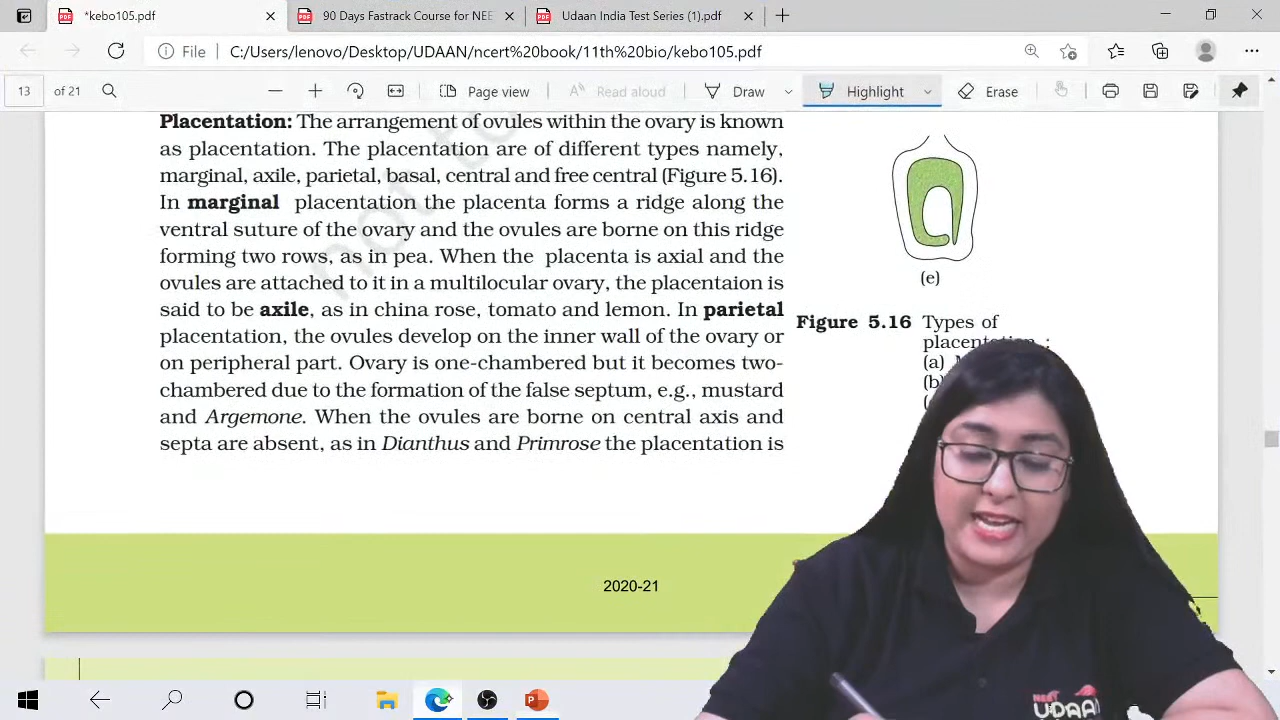 *kebo105.pdf
90 Days Fastrack Course for NEE
Udaan India Test Series (1).pdf
File
C:/Users/lenovo/Desktop/UDAAN/ncert%20book/11th%20bio/kebo105.pdf
13 of 21
Page view
Read aloud
Draw
Highlight
Erase
Placentation: The arrangement of ovules within the ovary is known
as placentation. The placentation are of different types namely,
marginal, axile, parietal, basal, central and free central (Figure 5.16).
In marginal placentation the placenta forms a ridge along the
ventral suture of the ovary and the ovules are borne on this ridge
forming two rows, as in pea. When the placenta is axial and the
ovules are attached to it in a multilocular ovary, the placentaion is
said to be axile, as in china rose, tomato and lemon. In parietal
placentation, the ovules develop on the inner wall of the ovary or
on peripheral part. Ovary is one-chambered but it becomes two-
chambered due to the formation of the false septum, e.g., mustard
and Argemone. When the ovules are borne on central axis and
septa are absent, as in Dianthus and Primrose the placentation is
not to
(e)
Figure 5.16 Types of
placentation :
(a)
(b)
2020-21
UDAAN